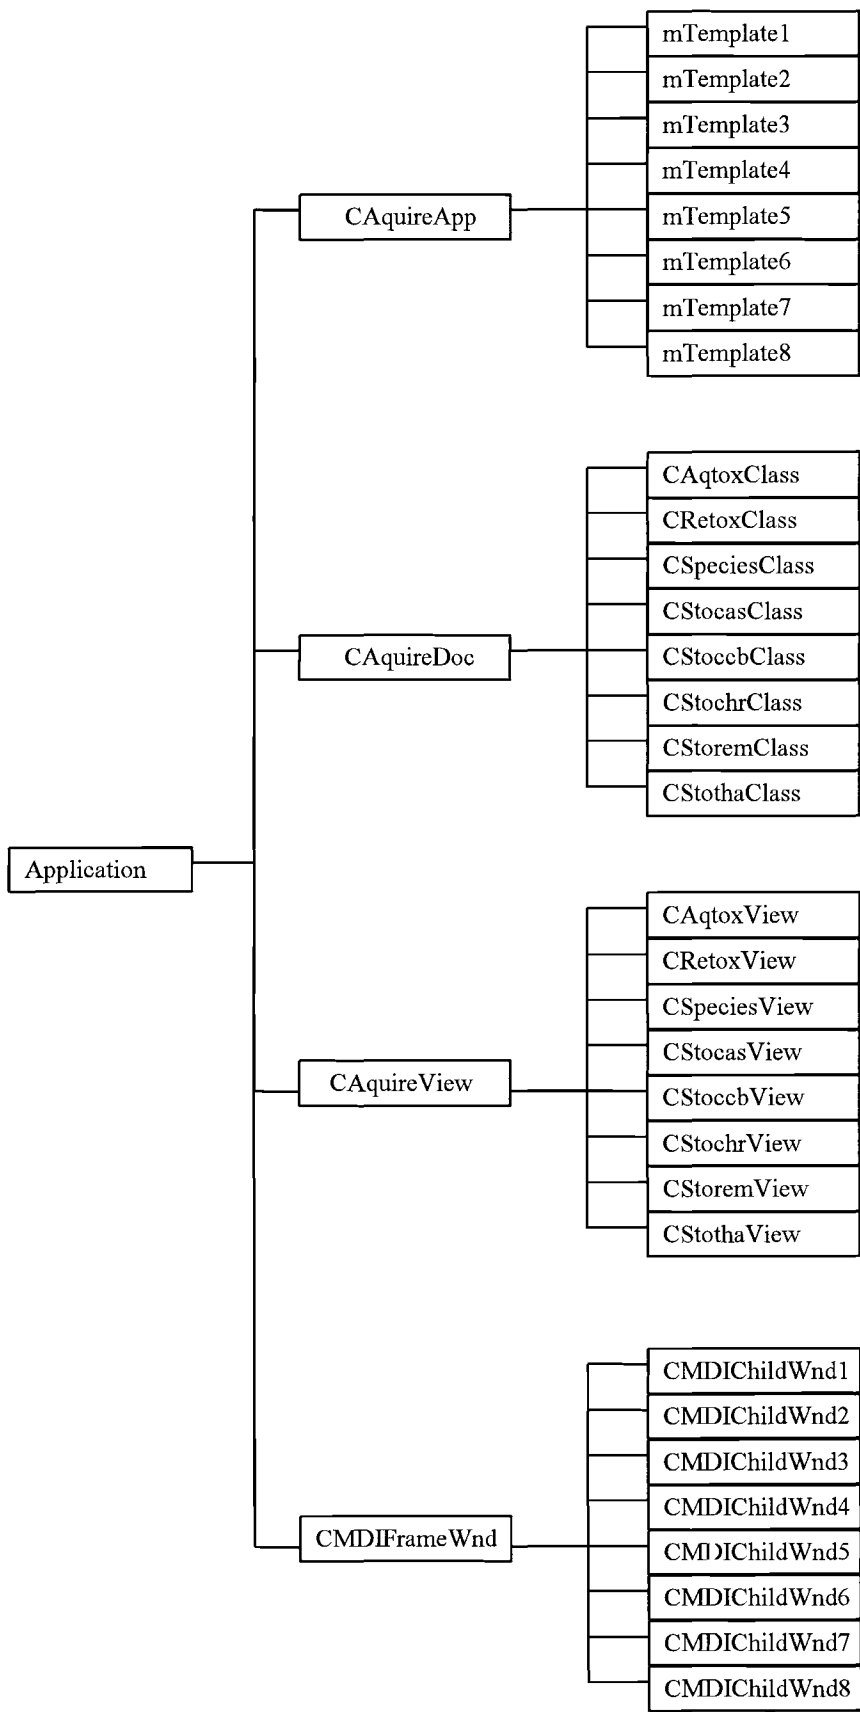 mTemplate1
mTemplate2
mTemplate3
mTemplate4
CAquireApp
mTemplate5
mTemplate6
mTemplate7
mTemplate8
CAqtoxClass
CRetoxClass
CSpeciesClass
CStocasClass
CAquireDoc
CStoccbClass
CStochrClass
CStoremClass
CStothaClass
Application
CAqtoxView
CRetoxView
CSpeciesView
CStocasView
CAquireView
CStoccbView
CStochrView
CStoremView
CStothaView
CMDIChildWnd1
CMDIChildWnd2
CMDIChildWnd3
CMDIChildWnd4
CMDIFrameWnd
CMDIChildWnd5
CMDIChildWnd6
CMDIChildWnd7
CMDIChildWnd8